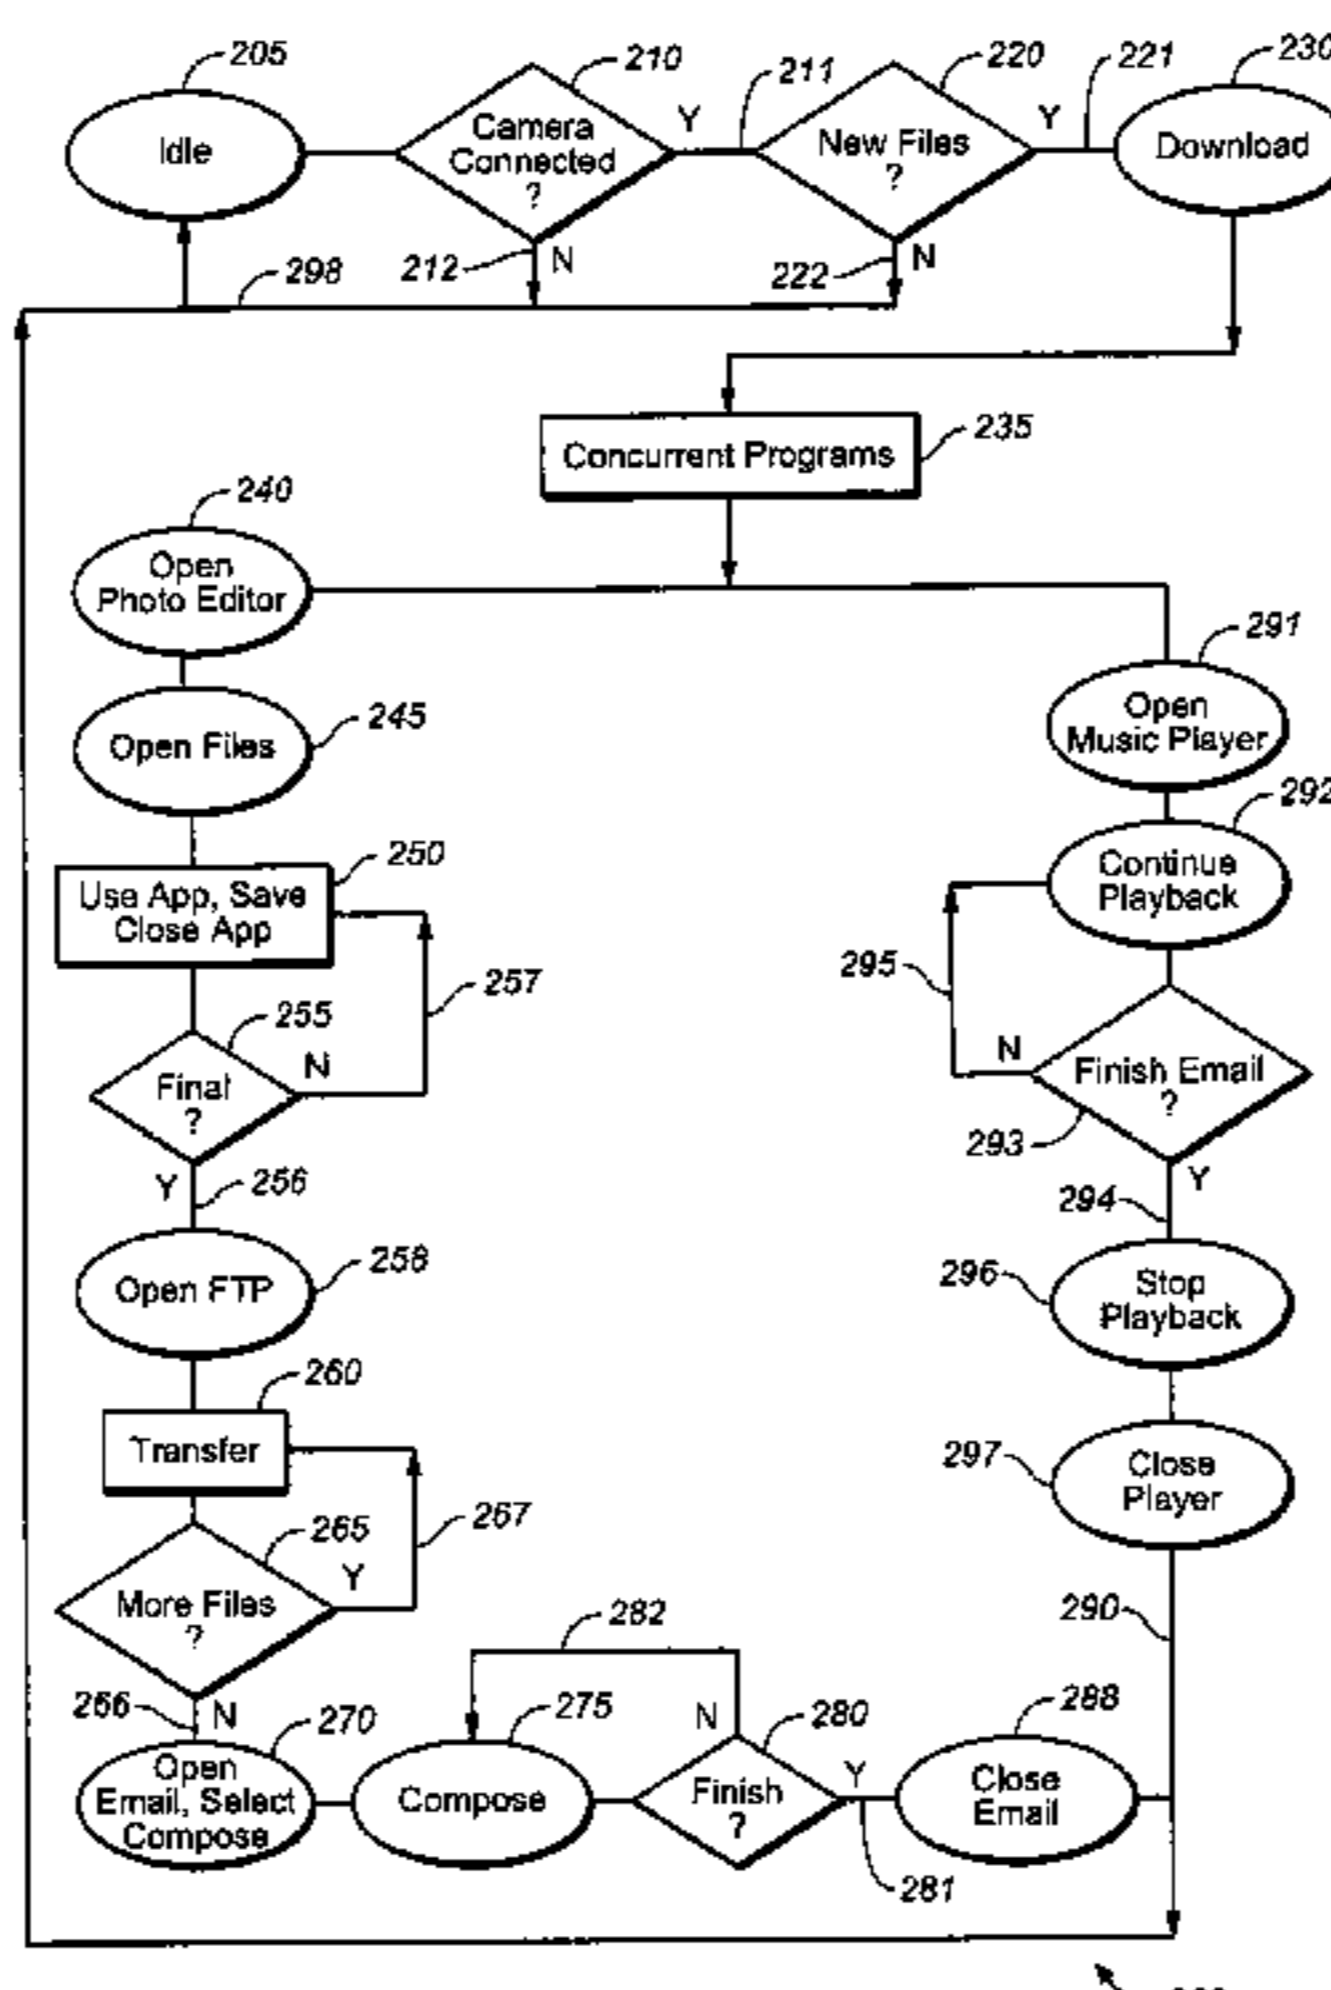 205
210
211
220
221
230
Idle
Camera
Connected
?
Y
New Files
?
Y
Download
212
N
222
N
298
Concurrent Programs
235
240
Open
Photo Editor
291
Open
Music Player
245
Open Files
292
Continue
Playback
250
Use App, Save
Close App
257
295
255
Final
?
N
N
Finish Email
?
293
Y
256
Y
294
258
Open FTP
296
Stop
Playback
260
Transfer
297
Close
Player
265
267
More Files
?
Y
290
282
266
N
270
275
N
280
288
Open
Email, Select
Compose
Compose
Finish
?
Y
Close
Email
281